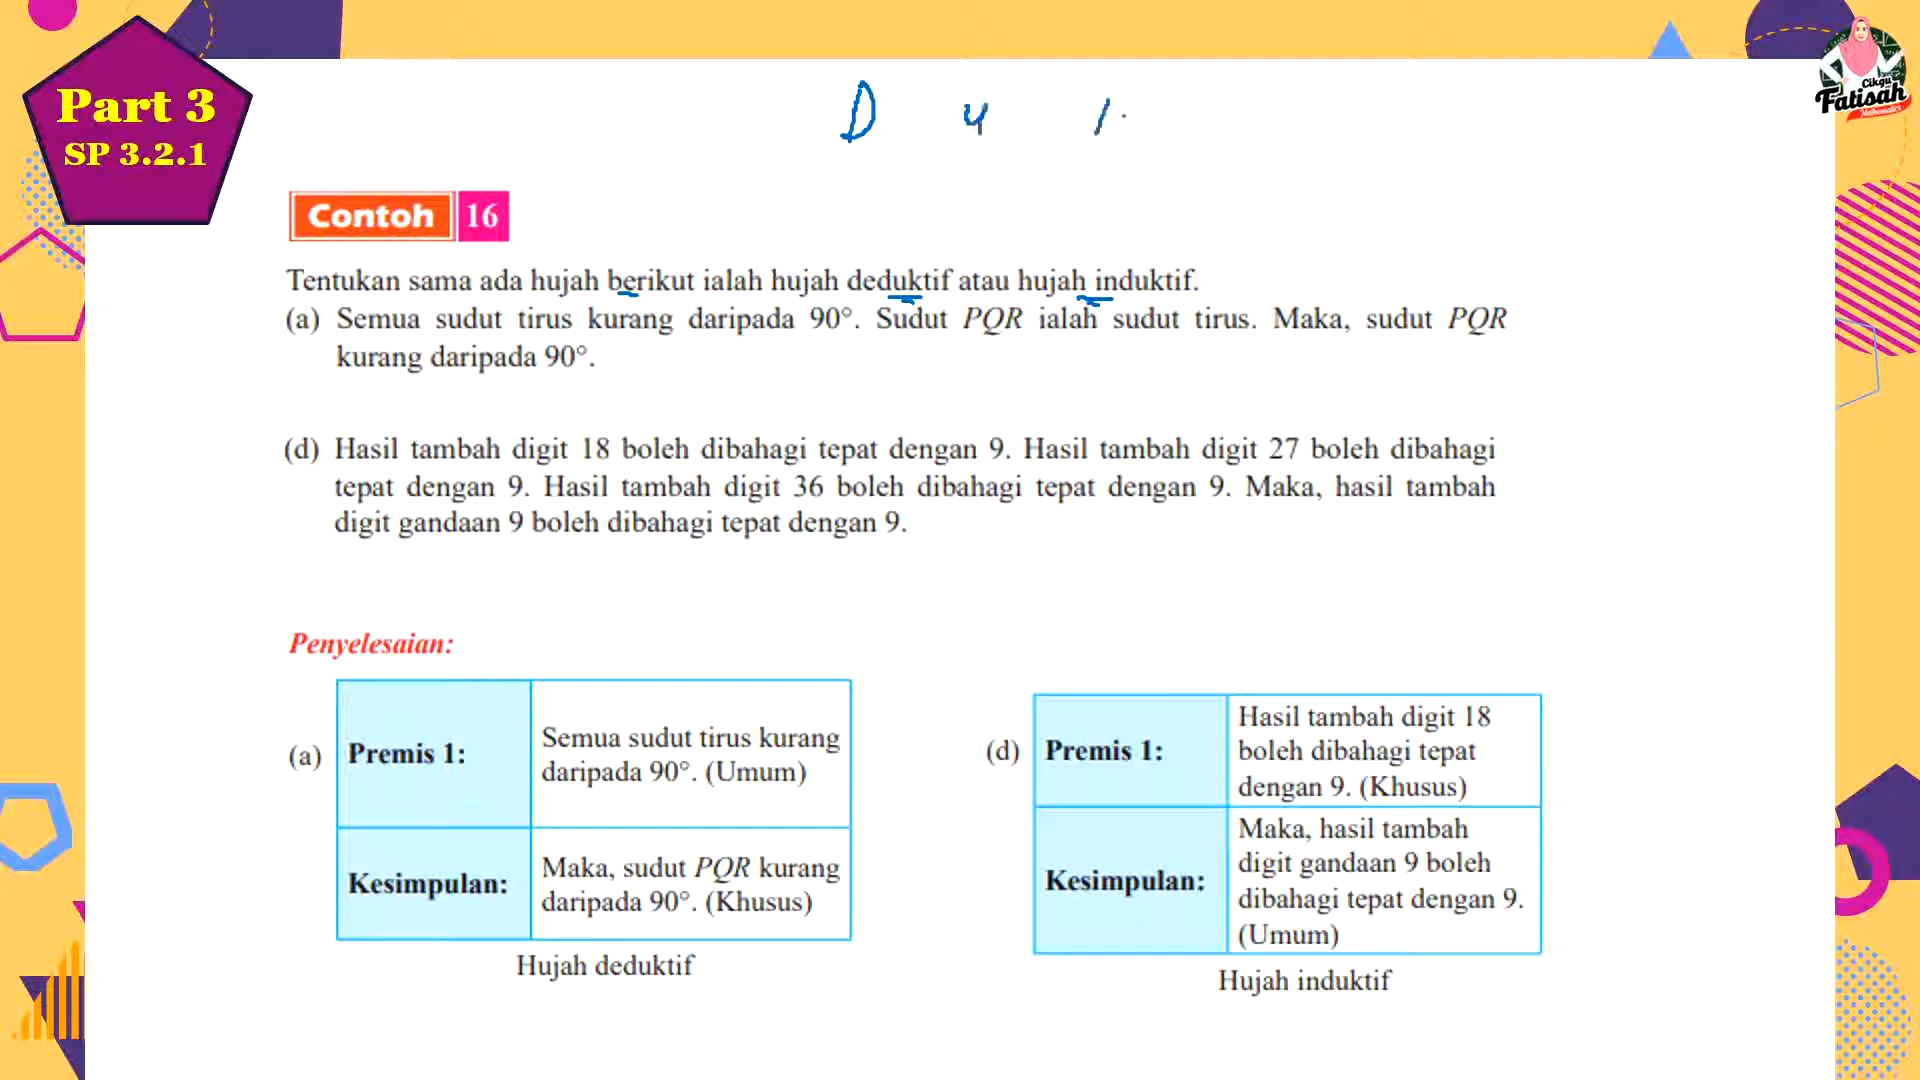 Part 3
SP 3.2.1
Cikgu
Fatisah
Mathematics
D u
Contoh 16
Tentukan sama ada hujah berikut ialah hujah deduktif atau hujah induktif.
(a) Semua sudut tirus kurang daripada 90°. Sudut PQR ialah sudut tirus. Maka, sudut PQR
kurang daripada 90°.
(d) Hasil tambah digit 18 boleh dibahagi tepat dengan 9. Hasil tambah digit 27 boleh dibahagi
tepat dengan 9. Hasil tambah digit 36 boleh dibahagi tepat dengan 9. Maka, hasil tambah
digit gandaan 9 boleh dibahagi tepat dengan 9.
Penyelesaian:
(a) Premis 1:
Semua sudut tirus kurang
daripada 90°. (Umum)
Kesimpulan:
Maka, sudut PQR kurang
daripada 90°. (Khusus)
Hujah deduktif
(d) Premis 1:
Hasil tambah digit 18
boleh dibahagi tepat
dengan 9. (Khusus)
Kesimpulan:
Maka, hasil tambah
digit gandaan 9 boleh
dibahagi tepat dengan 9.
(Umum)
Hujah induktif